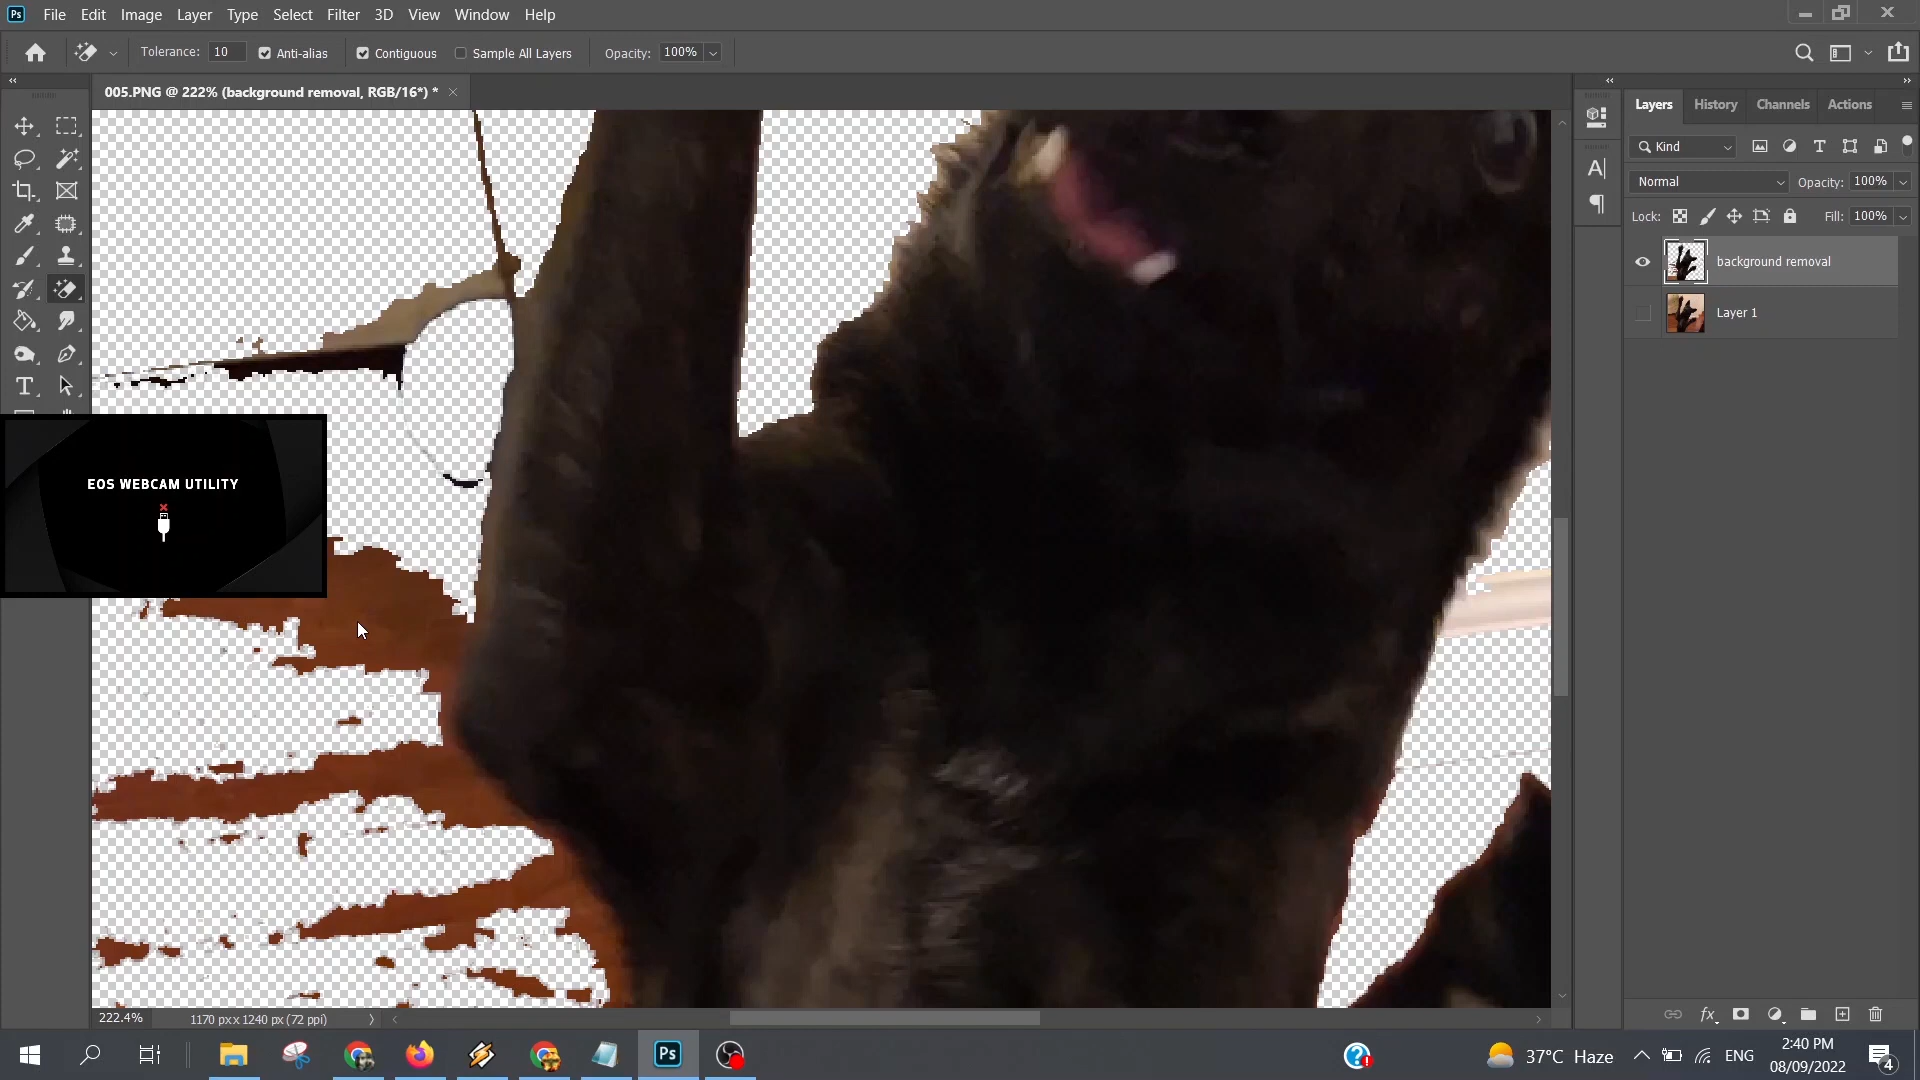 File Edit Image Layer Type Select Filter 3D View Window Help
Tolerance: 10 Anti-alias Contiguous Sample All Layers Opacity: 100%
005.PNG @ 222% (background removal, RGB/16*) *
Layers History Channels Actions
Kind
Normal Opacity: 100%
Lock: Fill: 100%
background removal
Layer 1
EOS WEBCAM UTILITY
222.4% 1170 px x 1240 px (72 ppi)
37°C Haze ENG 2:40 PM
08/09/2022 4